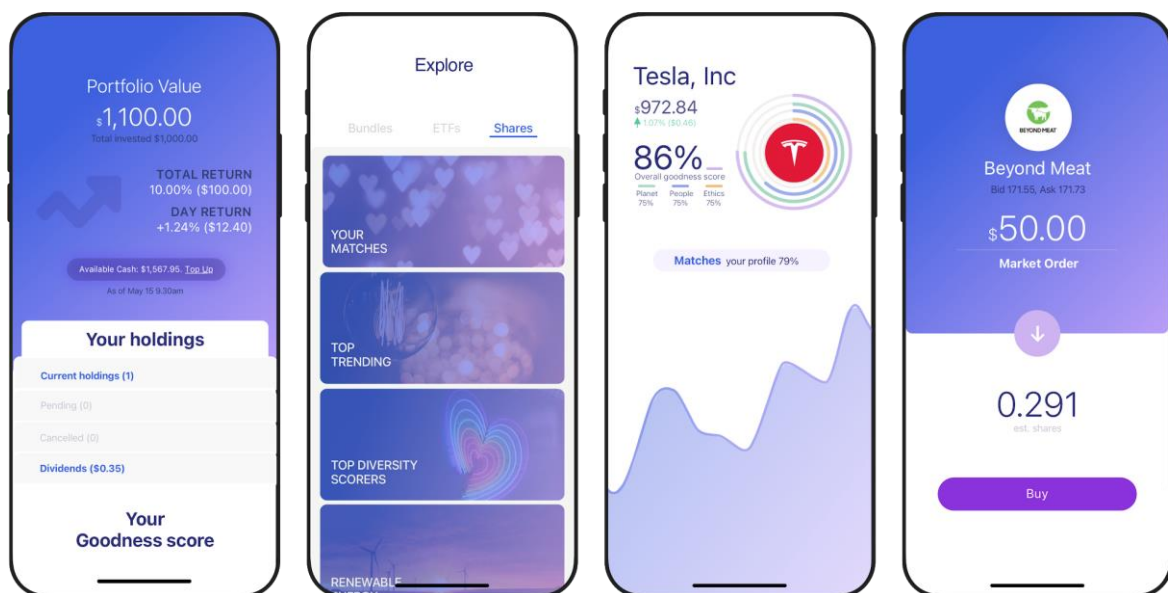 Portfolio Value
$1,100.00
Total invested $1,000.00
TOTAL RETURN
10.00% ($100.00)
DAY RETURN
+1.24% ($12.40)
Available Cash: $1,567.95. Top Up
As of May 15 9.30am
Your holdings
Current holdings (1)
Pending (0)
Cancelled (0)
Dividends ($0.35)
Your
Goodness score
Explore
Bundles ETFs Shares
YOUR
MATCHES
TOP
TRENDING
TOP DIVERSITY
SCORERS
RENEWABLE
Tesla, Inc
$972.84
1.07% ($0.46)
86%
Overall goodness score
Planet People Ethics
75% 75% 75%
Matches your profile 79%
BEYOND MEAT
Beyond Meat
Bid 171.55, Ask 171.73
$50.00
Market Order
0.291
est. shares
Buy